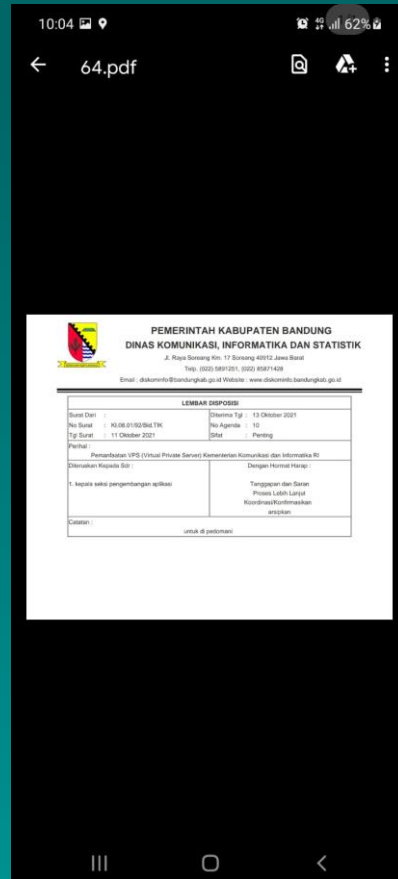 10:04
4G 62%
64.pdf
PEMERINTAH KABUPATEN BANDUNG
DINAS KOMUNIKASI, INFORMATIKA DAN STATISTIK
Jl. Raya Soreang Km. 17 Soreang 40912 Jawa Barat
Telp. (022) 5891251, (022) 85871428
Email : diskominfo@bandungkab.go.id Website : www.diskominfo.bandungkab.go.id
LEMBAR DISPOSISI
Surat Dari :
Diterima Tgl : 13 Oktober 2021
No Surat : KI.08.01/92/Bid.TIK
No Agenda : 10
Tgl Surat : 11 Oktober 2021
Sifat : Penting
Perihal :
Pemanfaatan VPS (Virtual Private Server) Kementerian Komunikasi dan Informatika RI
Diteruskan Kepada Sdr :
1. kepala seksi pengembangan aplikasi
Dengan Hormat Harap :
Tanggapan dan Saran
Proses Lebih Lanjut
Koordinasi/Konfirmasikan
arsipkan
Catatan :
untuk di pedomani